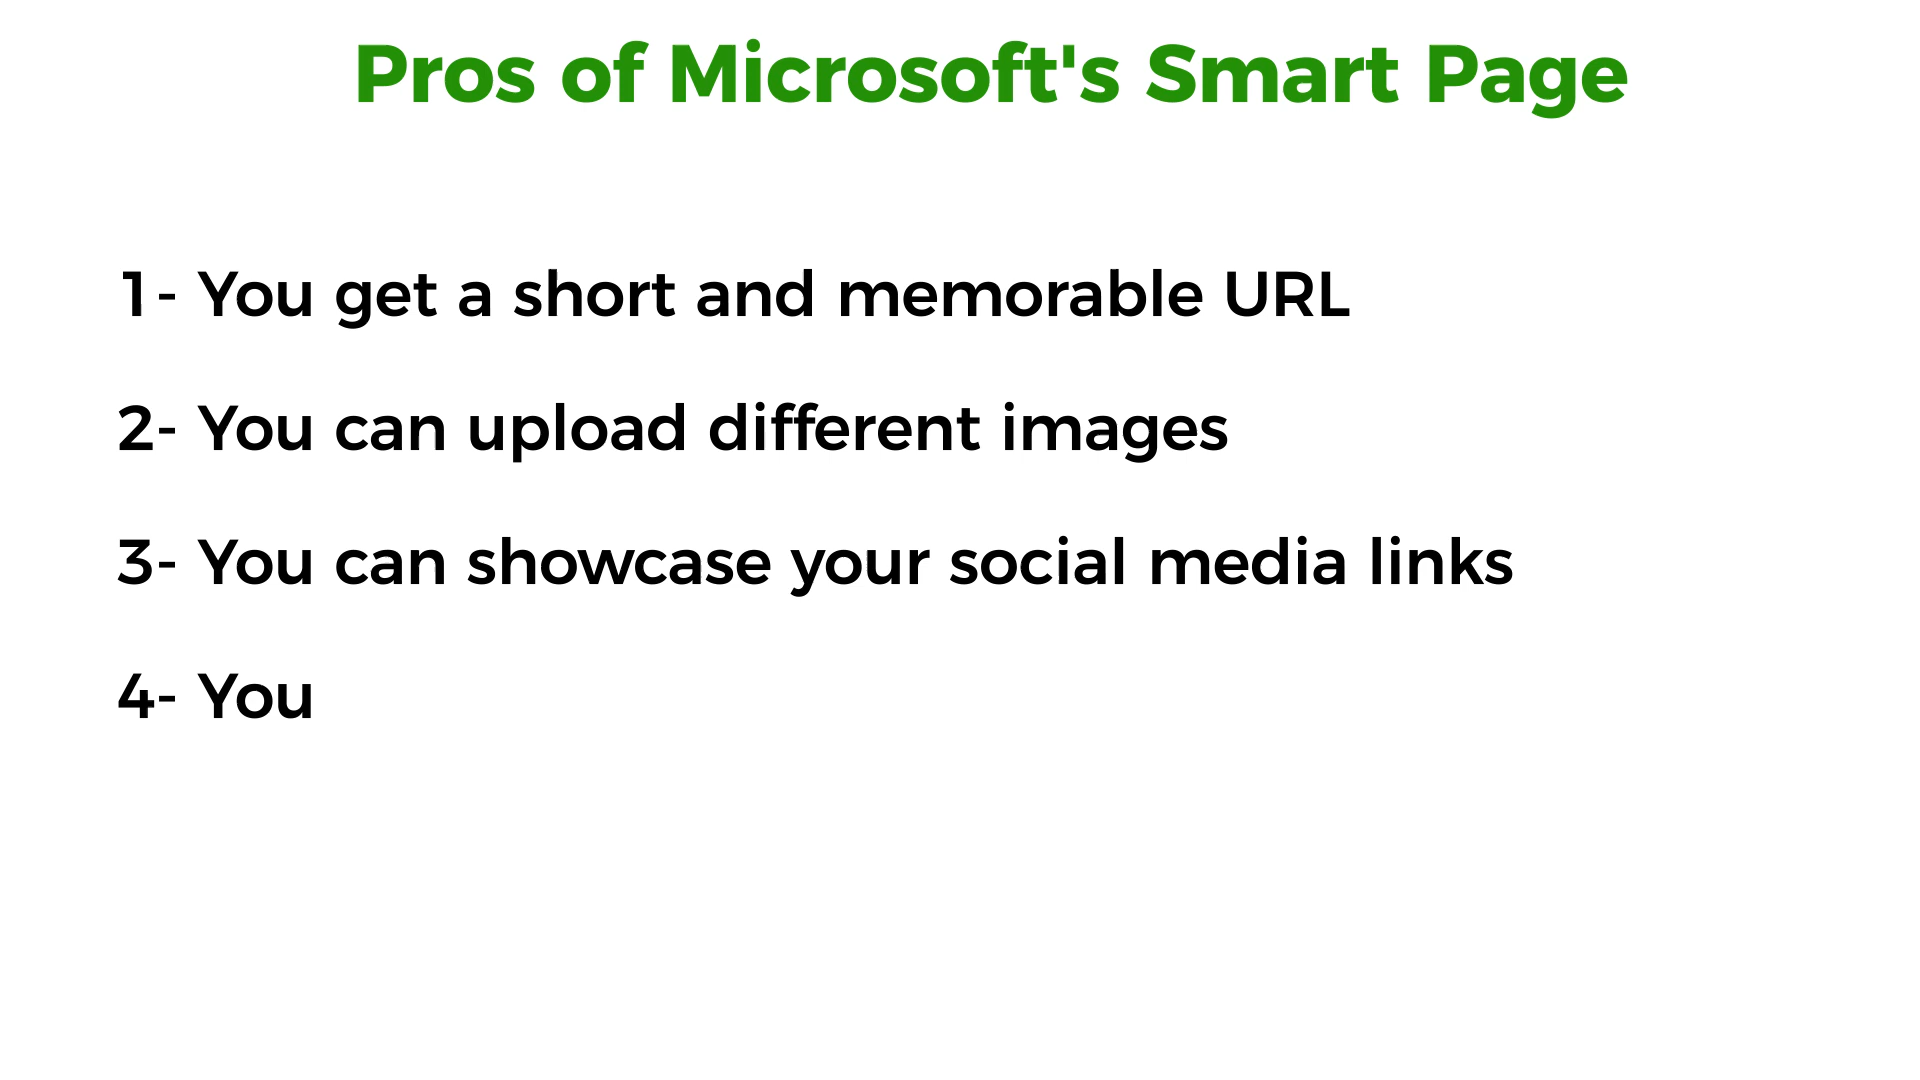 Pros of Microsoft's Smart Page
1- You get a short and memorable URL
2- You can upload different images
3- You can showcase your social media links
4- You